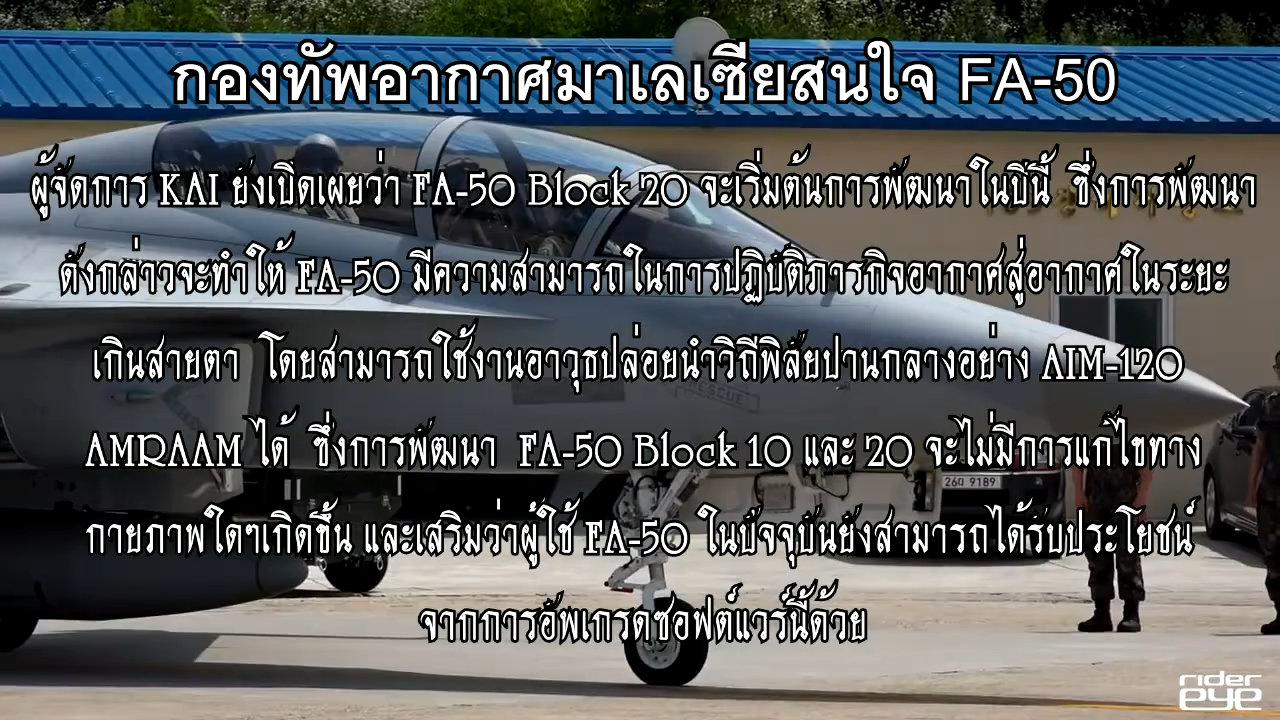 กองทัพอากาศมาเลเซียสนใจ FA-50
ผู้จัดการ KAI ยังเปิดเผยว่า FA-50 Block 20 จะเริ่มต้นการพัฒนาในปีนี้ ซึ่งการพัฒนา
ดังกล่าวจะทำให้ FA-50 มีความสามารถในการปฏิบัติภารกิจอากาศสู่อากาศในระยะ
เกินสายตา โดยสามารถใช้งานอาวุธปล่อยนำวิถีพิสัยปานกลางอย่าง AIM-120
AMRAAM ได้ ซึ่งการพัฒนา FA-50 Block 10 และ 20 จะไม่มีการแก้ไขทาง
กายภาพใดๆเกิดขึ้น และเสริมว่าผู้ใช้ FA-50 ในปัจจุบันยังสามารถได้รับประโยชน์
จากการอัพเกรดซอฟต์แวร์นี้ด้วย
RESCUE
9189
rider
eye